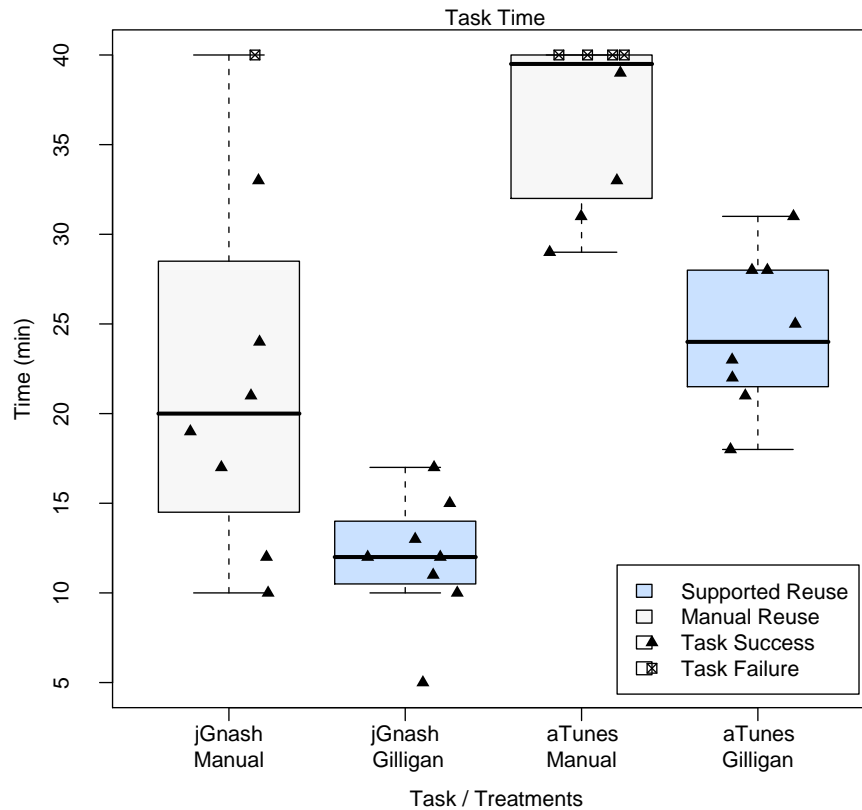 Task Time
40
35
30
25
20
15
10
5
Time (min)
jGnash
Manual
jGnash
Gilligan
aTunes
Manual
aTunes
Gilligan
Task / Treatments
Supported Reuse
Manual Reuse
Task Success
Task Failure